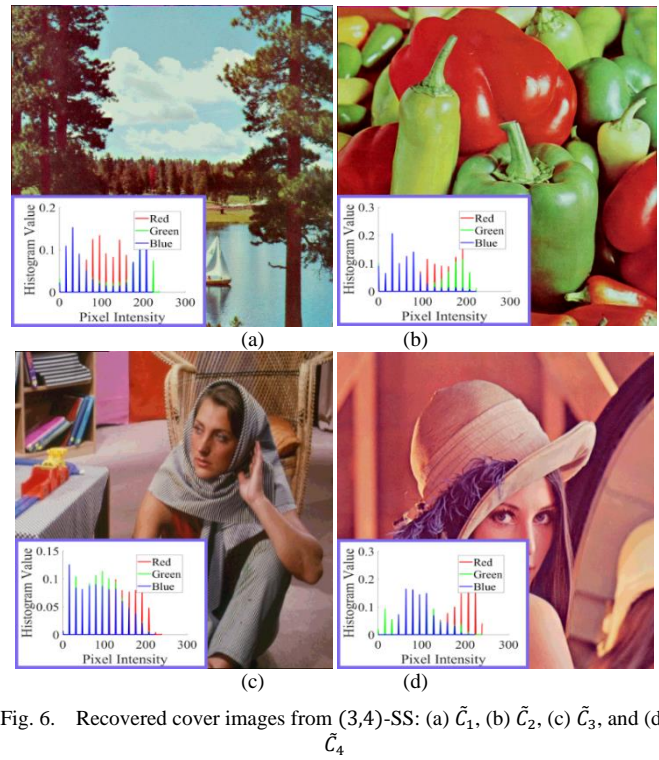 Histogram Value
0.2
0.1
0
0 100 200 300
Pixel Intensity
Red
Green
Blue
(a)
Histogram Value
0.3
0.2
0.1
0
0 100 200 300
Pixel Intensity
Red
Green
Blue
(b)
Histogram Value
0.15
0.1
0.05
0
0 100 200 300
Pixel Intensity
Red
Green
Blue
(c)
Histogram Value
0.3
0.2
0.1
0
0 100 200 300
Pixel Intensity
Red
Green
Blue
(d)
Fig. 6. Recovered cover images from (3,4)-SS: (a) C̃₁, (b) C̃₂, (c) C̃₃, and (d
C̃₄